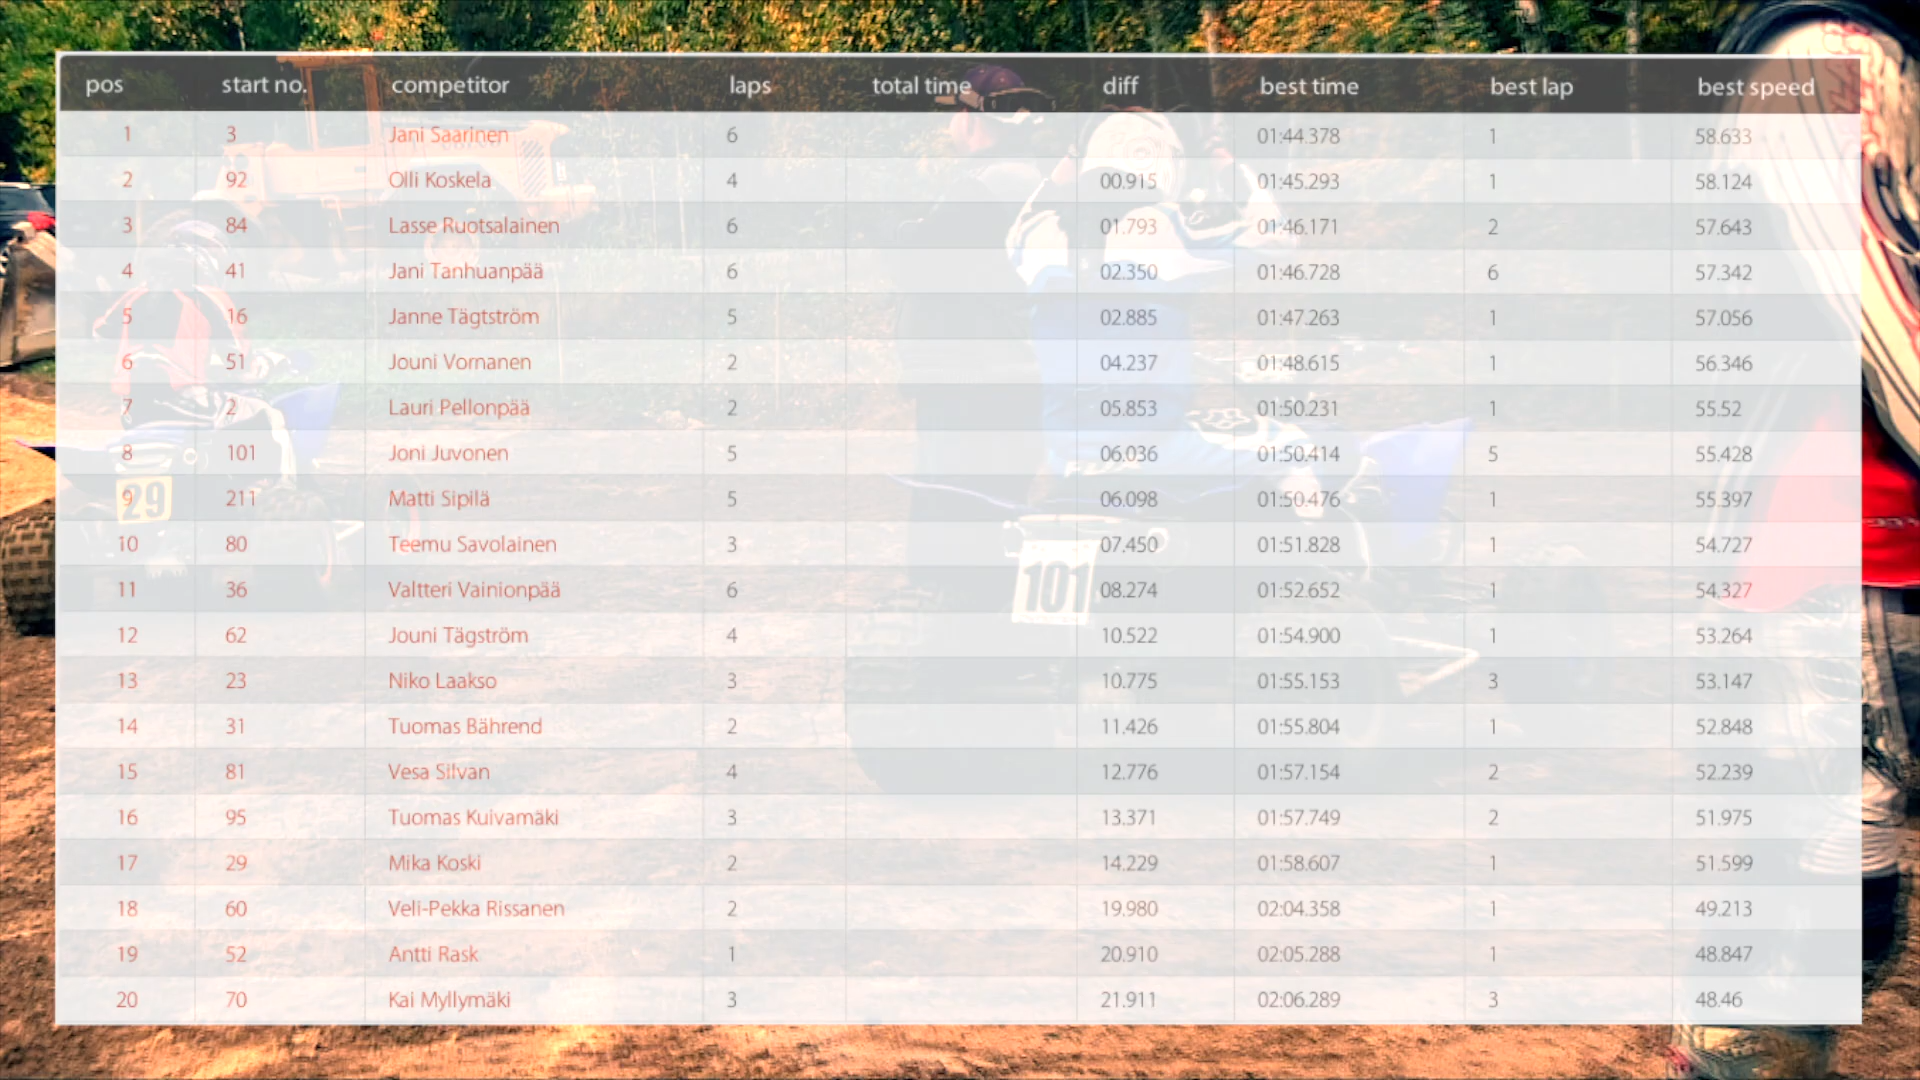 pos start no. competitor laps total time diff best time best lap best speed
1 3 Jani Saarinen 6 01:44.378 1 58.633
2 92 Olli Koskela 4 00.915 01:45.293 1 58.124
3 84 Lasse Ruotsalainen 6 01.793 01:46.171 2 57.643
4 41 Jani Tanhuanpää 6 02.350 01:46.728 6 57.342
5 16 Janne Tägtström 5 02.885 01:47.263 1 57.056
6 51 Jouni Vornanen 2 04.237 01:48.615 1 56.346
7 2 Lauri Pellonpää 2 05.853 01:50.231 1 55.52
8 101 Joni Juvonen 5 06.036 01:50.414 5 55.428
9 211 Matti Sipilä 5 06.098 01:50.476 1 55.397
10 80 Teemu Savolainen 3 07.450 01:51.828 1 54.727
11 36 Valtteri Vainionpää 6 08.274 01:52.652 1 54.327
12 62 Jouni Tägström 4 10.522 01:54.900 1 53.264
13 23 Niko Laakso 3 10.775 01:55.153 3 53.147
14 31 Tuomas Bährend 2 11.426 01:55.804 1 52.848
15 81 Vesa Silvan 4 12.776 01:57.154 2 52.239
16 95 Tuomas Kuivamäki 3 13.371 01:57.749 2 51.975
17 29 Mika Koski 2 14.229 01:58.607 1 51.599
18 60 Veli-Pekka Rissanen 2 19.980 02:04.358 1 49.213
19 52 Antti Rask 1 20.910 02:05.288 1 48.847
20 70 Kai Myllymäki 3 21.911 02:06.289 3 48.46
29
101